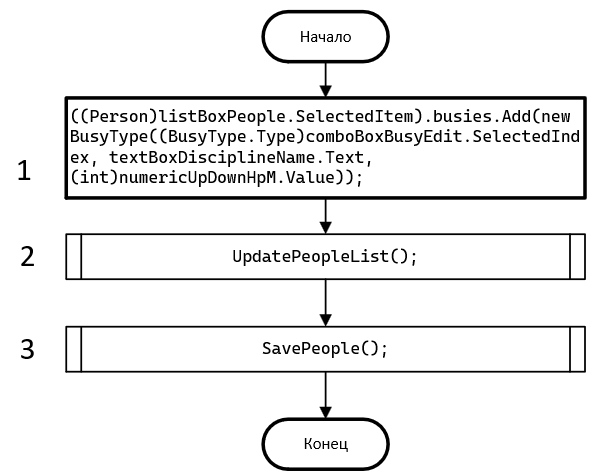 Начало
1
((Person)listBoxPeople.SelectedItem).busies.Add(new
BusyType((BusyType.Type)comboBoxBusyEdit.SelectedInd
ex, textBoxDisciplineName.Text,
(int)numericUpDownHpM.Value));
2
UpdatePeopleList();
3
SavePeople();
Конец